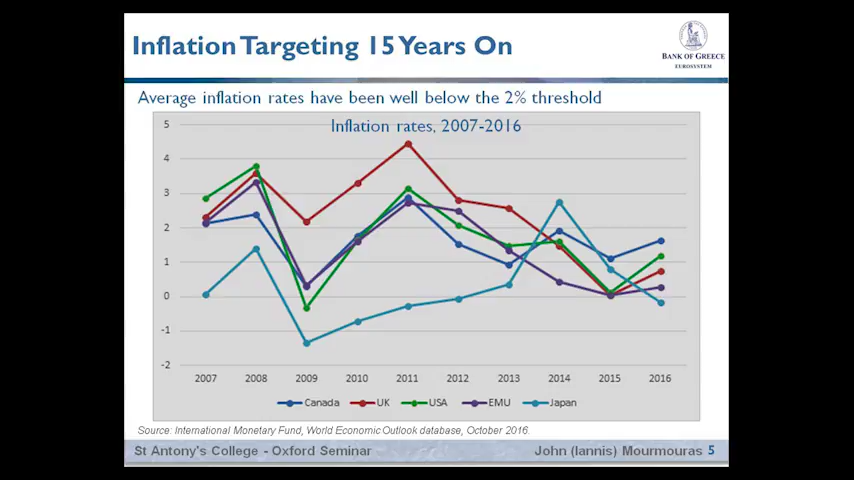 Inflation Targeting 15 Years On
BANK OF GREECE
EUROSYSTEM
Average inflation rates have been well below the 2% threshold
Inflation rates, 2007-2016
5
4
3
2
1
0
-1
-2
2007 2008 2009 2010 2011 2012 2013 2014 2015 2016
Canada UK USA EMU Japan
Source: International Monetary Fund, World Economic Outlook database, October 2016.
St Antony's College - Oxford Seminar John (Iannis) Mourmouras 5